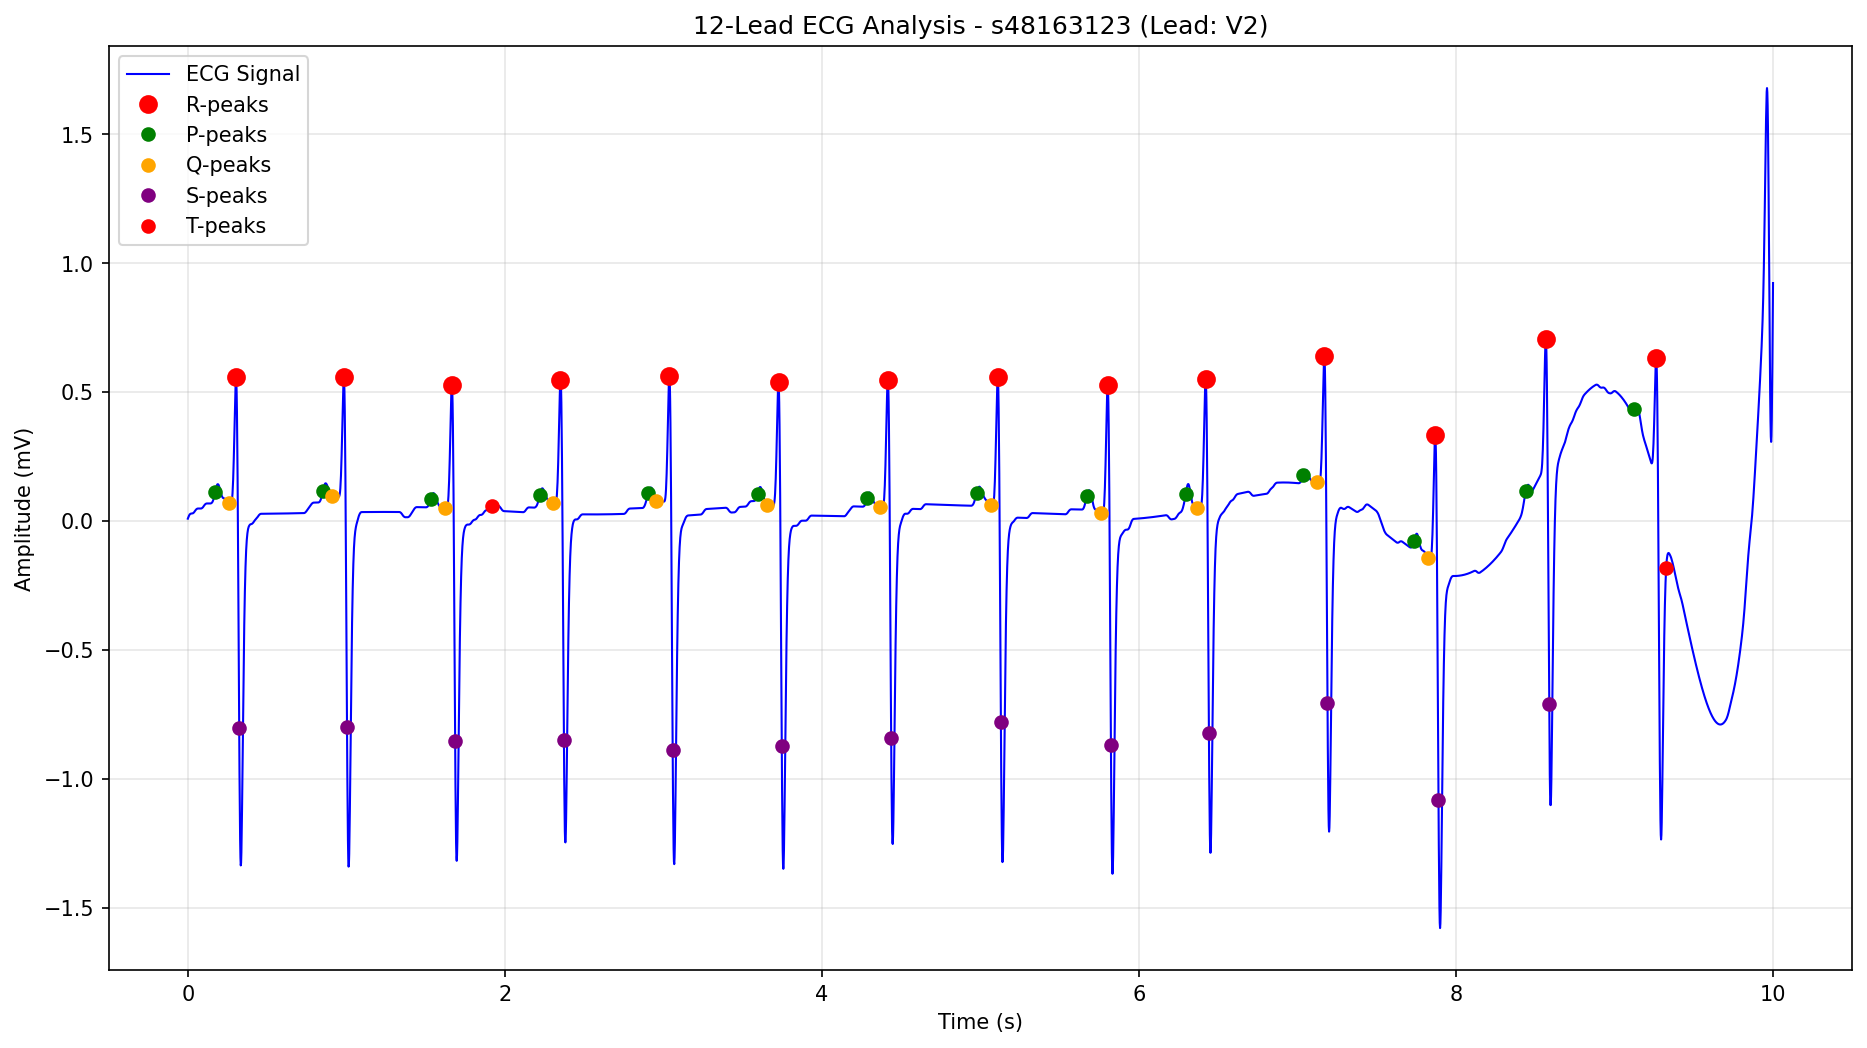 12-Lead ECG Analysis - s48163123 (Lead: V2)
ECG Signal
R-peaks
P-peaks
Q-peaks
S-peaks
T-peaks
Amplitude (mV)
1.5
1.0
0.5
0.0
−0.5
−1.0
−1.5
0 2 4 6 8 10
Time (s)